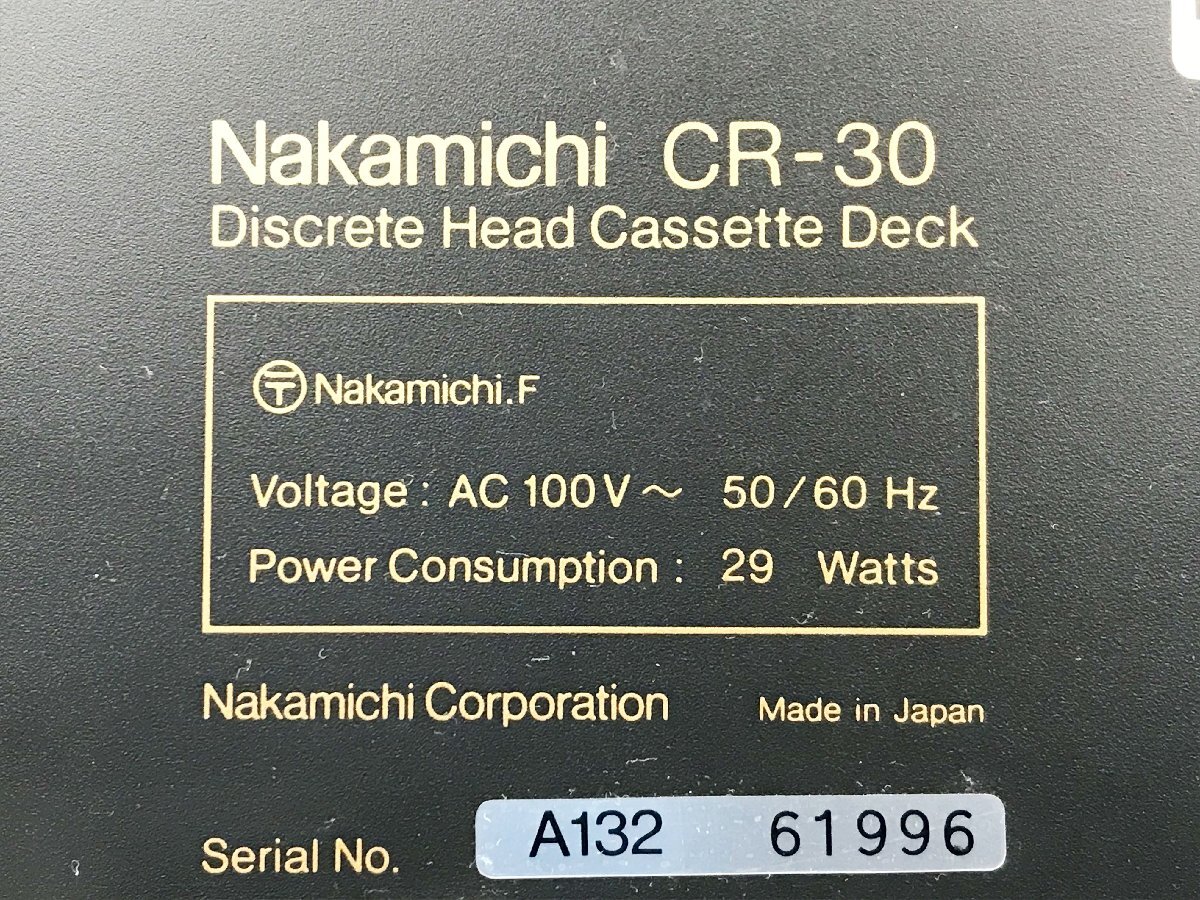 Nakamichi CR-30
Discrete Head Cassette Deck
〶Nakamichi.F
Voltage : AC 100V～ 50/60 Hz
Power Consumption : 29 Watts
Nakamichi Corporation Made in Japan
Serial No. A132 61996